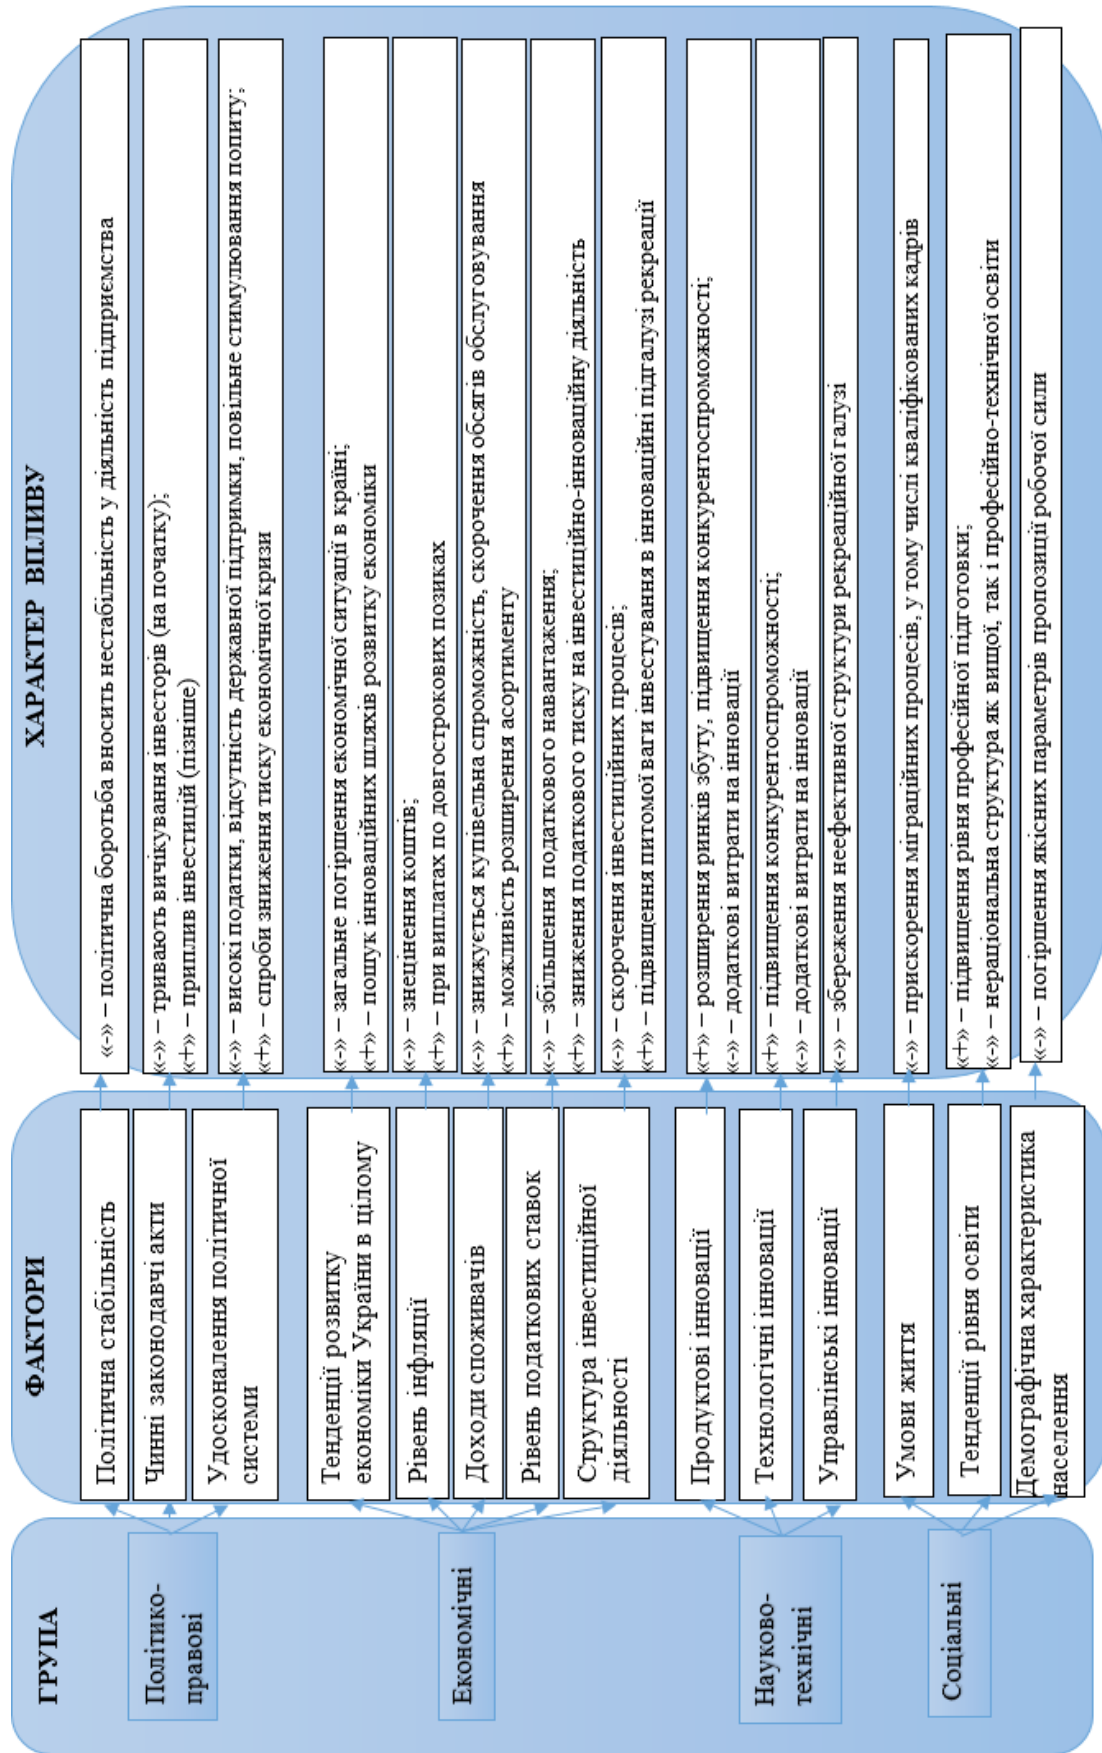 ГРУПА
ФАКТОРИ
ХАРАКТЕР ВПЛИВУ
Політико-
правові
Політична стабільність
«-» – політична боротьба вносить нестабільність у діяльність підприємства
Чинні законодавчі акти
«-» – тривають вичікування інвесторів (на початку);
«+» – приплив інвестицій (пізніше)
Удосконалення політичної
системи
«-» – високі податки, відсутність державної підтримки, повільне стимулювання попиту;
«+» – спроби зниження тиску економічної кризи
Економічні
Тенденції розвитку
економіки України в цілому
«-» – загальне погіршення економічної ситуації в країні;
«+» – пошук інноваційних шляхів розвитку економіки
Рівень інфляції
«-» – знецінення коштів;
«+» – при виплатах по довгострокових позиках
Доходи споживачів
«-» – знижується купівельна спроможність, скорочення обсягів обслуговування
«+» – можливість розширення асортименту
Рівень податкових ставок
«-» – збільшення податкового навантаження;
«+» – зниження податкового тиску на інвестиційно-інноваційну діяльність
Структура інвестиційної
діяльності
«-» – скорочення інвестиційних процесів;
«+» – підвищення питомої ваги інвестування в інноваційні підгалузі рекреації
Науково-
технічні
Продуктові інновації
«+» – розширення ринків збуту, підвищення конкурентоспроможності;
«-» – додаткові витрати на інновації
Технологічні інновації
«+» – підвищення конкурентоспроможності;
«-» – додаткові витрати на інновації
Управлінські інновації
«-» – збереження неефективної структури рекреаційної галузі
Соціальні
Умови життя
«-» – прискорення міграційних процесів, у тому числі кваліфікованих кадрів
Тенденції рівня освіти
«+» – підвищення рівня професійної підготовки;
«-» – нераціональна структура як вищої, так і професійно-технічної освіти
Демографічна характеристика
населення
«-» – погіршення якісних параметрів пропозиції робочої сили